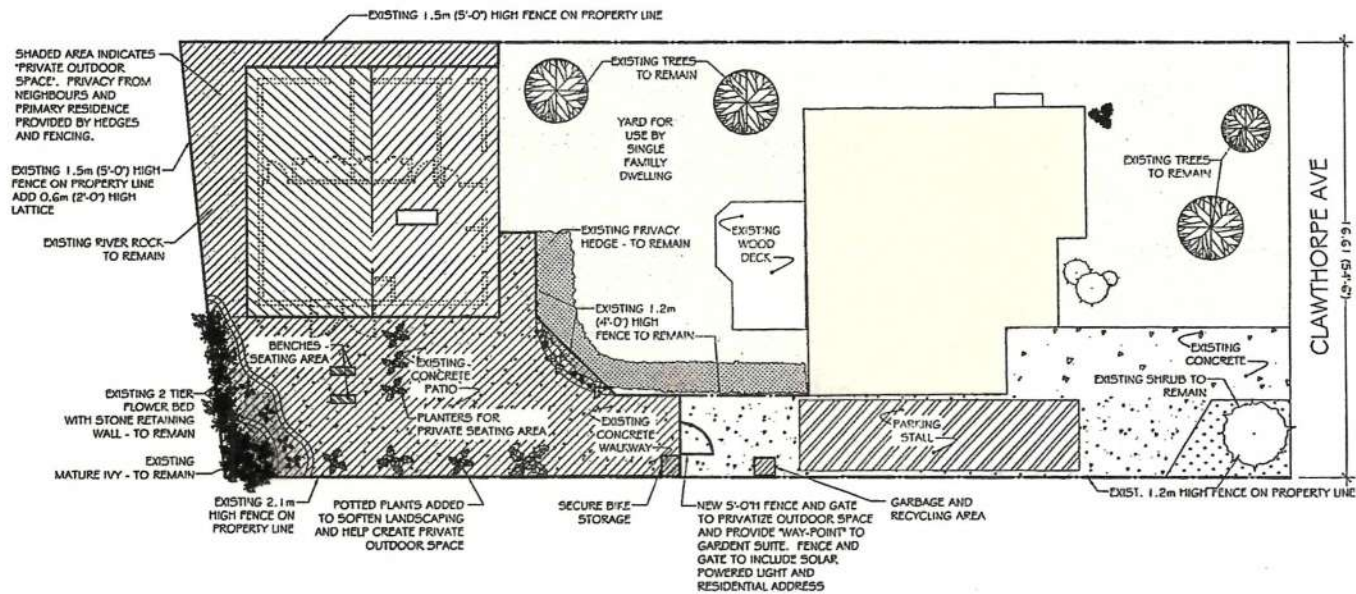 EXISTING 1.5m (5'-0") HIGH FENCE ON PROPERTY LINE
SHADED AREA INDICATES
"PRIVATE OUTDOOR
SPACE". PRIVACY FROM
NEIGHBOURS AND
PRIMARY RESIDENCE
PROVIDED BY HEDGES
AND FENCING.
EXISTING 1.5m (5'-0") HIGH
FENCE ON PROPERTY LINE
ADD 0.6m (2'-0") HIGH
LATTICE
EXISTING RIVER ROCK
TO REMAIN
EXISTING 2 TIER
FLOWER BED
WITH STONE RETAINING
WALL - TO REMAIN
EXISTING
MATURE IVY - TO REMAIN
EXISTING 2.1m
HIGH FENCE ON
PROPERTY LINE
BENCHES -
SEATING AREA
EXISTING
CONCRETE
PATIO
PLANTERS FOR
PRIVATE SEATING AREA
POTTED PLANTS ADDED
TO SOFTEN LANDSCAPING
AND HELP CREATE PRIVATE
OUTDOOR SPACE
EXISTING TREES
TO REMAIN
YARD FOR
USE BY
SINGLE
FAMILLY
DWELLING
EXISTING PRIVACY
HEDGE - TO REMAIN
EXISTING
WOOD
DECK
EXISTING 1.2m
(4'-0") HIGH
FENCE TO REMAIN
EXISTING
CONCRETE
WALKWAY
SECURE BIKE
STORAGE
NEW 5'-0"H FENCE AND GATE
TO PRIVATIZE OUTDOOR SPACE
AND PROVIDE "WAY-POINT" TO
GARDENT SUITE. FENCE AND
GATE TO INCLUDE SOLAR
POWERED LIGHT AND
RESIDENTIAL ADDRESS
GARBAGE AND
RECYCLING AREA
PARKING
STALL
EXISTING TREES
TO REMAIN
EXISTING
CONCRETE
EXISTING SHRUB TO
REMAIN
EXIST. 1.2m HIGH FENCE ON PROPERTY LINE
16.61 (54'-6")
CLAWTHORPE AVE